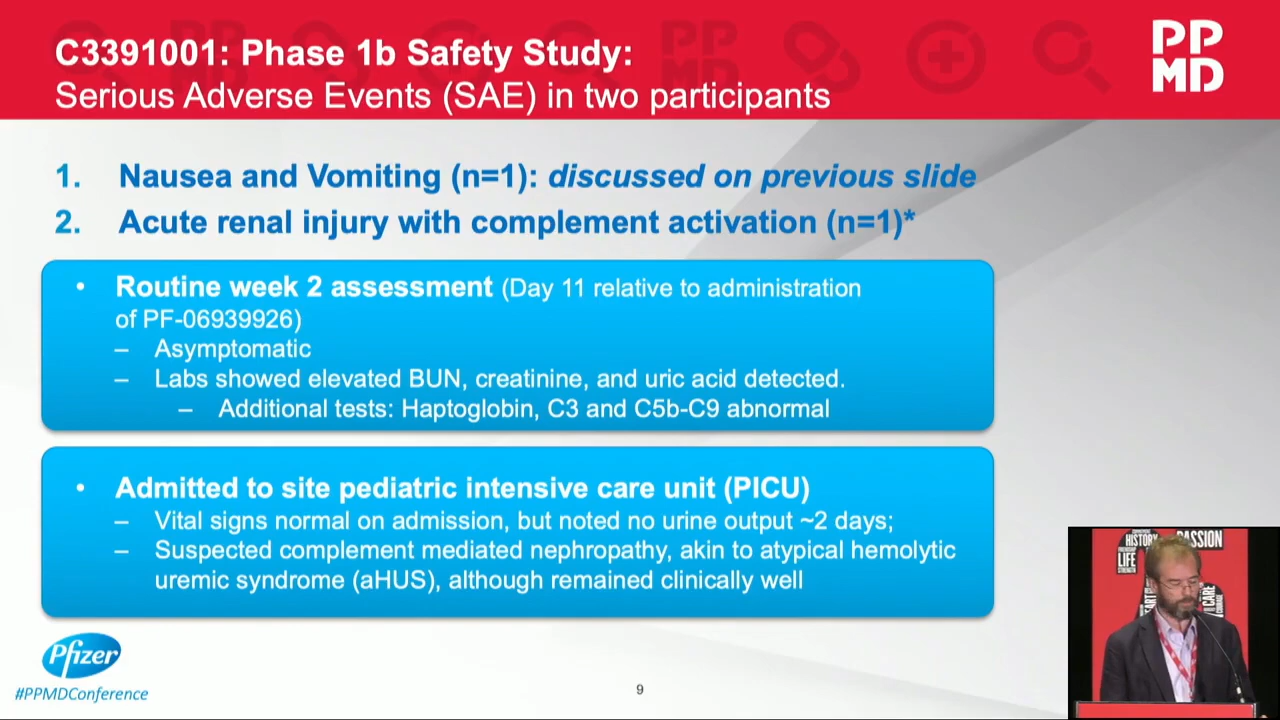 C3391001: Phase 1b Safety Study:
Serious Adverse Events (SAE) in two participants
PP
MD
1. Nausea and Vomiting (n=1): discussed on previous slide
2. Acute renal injury with complement activation (n=1)*
• Routine week 2 assessment (Day 11 relative to administration
of PF-06939926)
– Asymptomatic
– Labs showed elevated BUN, creatinine, and uric acid detected.
– Additional tests: Haptoglobin, C3 and C5b-C9 abnormal
• Admitted to site pediatric intensive care unit (PICU)
– Vital signs normal on admission, but noted no urine output ~2 days;
– Suspected complement mediated nephropathy, akin to atypical hemolytic
uremic syndrome (aHUS), although remained clinically well
Pfizer
#PPMDConference
9
HISTORY
PASSION
LIFE
CARE